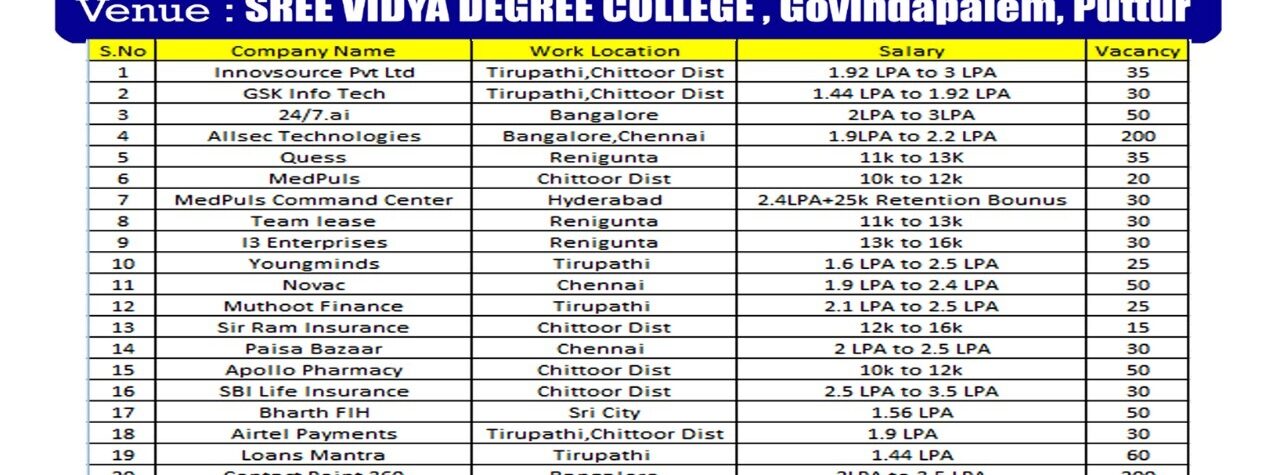 Venue : SREE VIDYA DEGREE COLLEGE , Govindapalem, Puttur
S.No Company Name Work Location Salary Vacancy
1 Innovsource Pvt Ltd Tirupathi,Chittoor Dist 1.92 LPA to 3 LPA 35
2 GSK Info Tech Tirupathi,Chittoor Dist 1.44 LPA to 1.92 LPA 30
3 24/7.ai Bangalore 2LPA to 3LPA 50
4 Allsec Technologies Bangalore,Chennai 1.9LPA to 2.2 LPA 200
5 Quess Renigunta 11k to 13K 35
6 MedPuls Chittoor Dist 10k to 12k 20
7 MedPuls Command Center Hyderabad 2.4LPA+25k Retention Bounus 30
8 Team lease Renigunta 11k to 13k 30
9 I3 Enterprises Renigunta 13k to 16k 30
10 Youngminds Tirupathi 1.6 LPA to 2.5 LPA 25
11 Novac Chennai 1.9 LPA to 2.4 LPA 50
12 Muthoot Finance Tirupathi 2.1 LPA to 2.5 LPA 25
13 Sir Ram Insurance Chittoor Dist 12k to 16k 15
14 Paisa Bazaar Chennai 2 LPA to 2.5 LPA 30
15 Apollo Pharmacy Chittoor Dist 10k to 12k 50
16 SBI Life Insurance Chittoor Dist 2.5 LPA to 3.5 LPA 30
17 Bharth FIH Sri City 1.56 LPA 50
18 Airtel Payments Tirupathi,Chittoor Dist 1.9 LPA 30
19 Loans Mantra Tirupathi 1.44 LPA 60
20 Contact Point 360 Bangalore